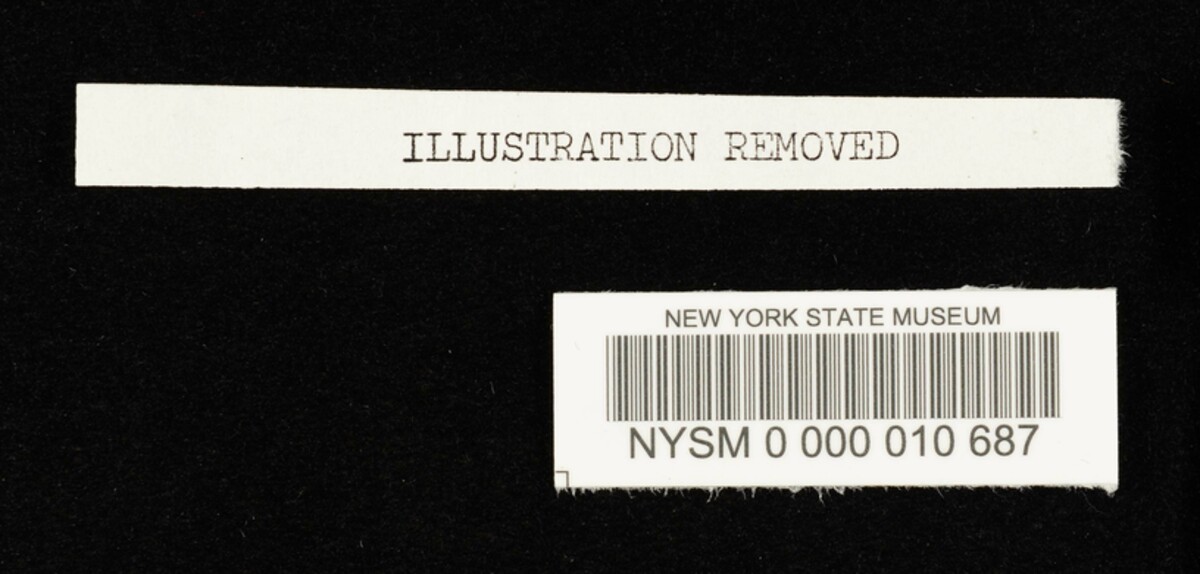 ILLUSTRATION REMOVED
NEW YORK STATE MUSEUM
NYSM 0 000 010 687